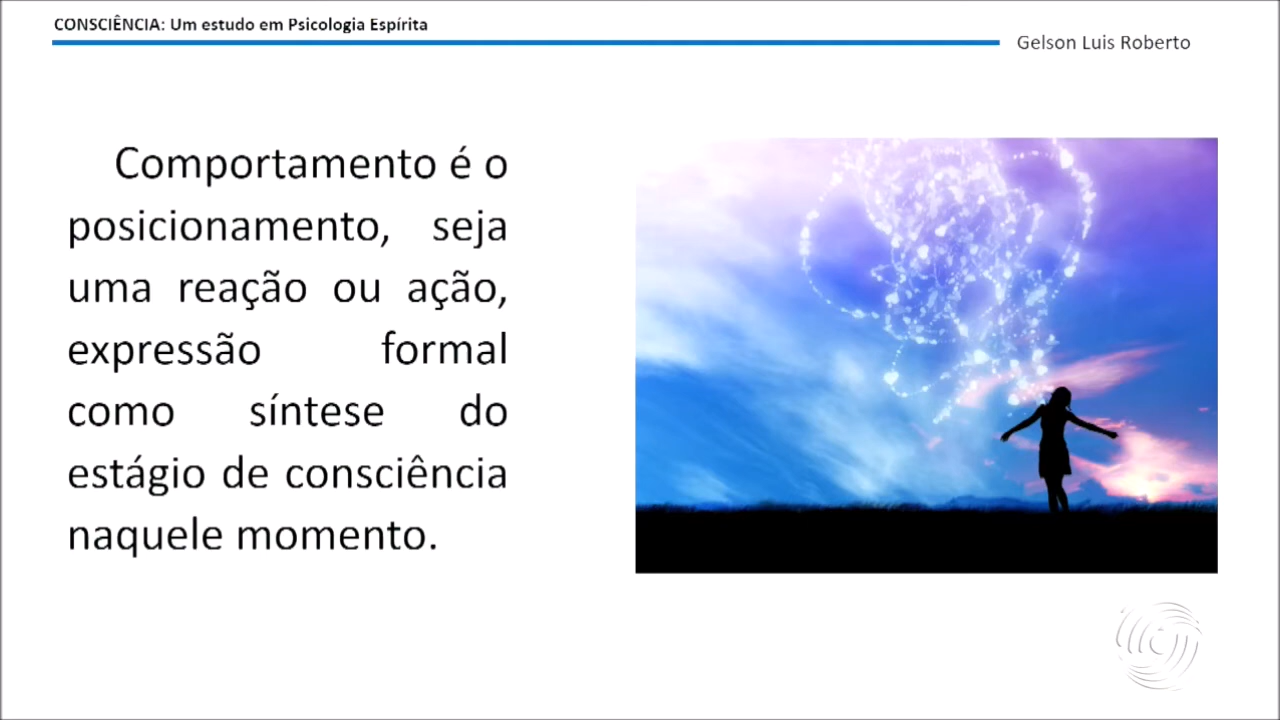 CONSCIÊNCIA: Um estudo em Psicologia Espírita
Gelson Luis Roberto
Comportamento é o
posicionamento, seja
uma reação ou ação,
expressão formal
como síntese do
estágio de consciência
naquele momento.